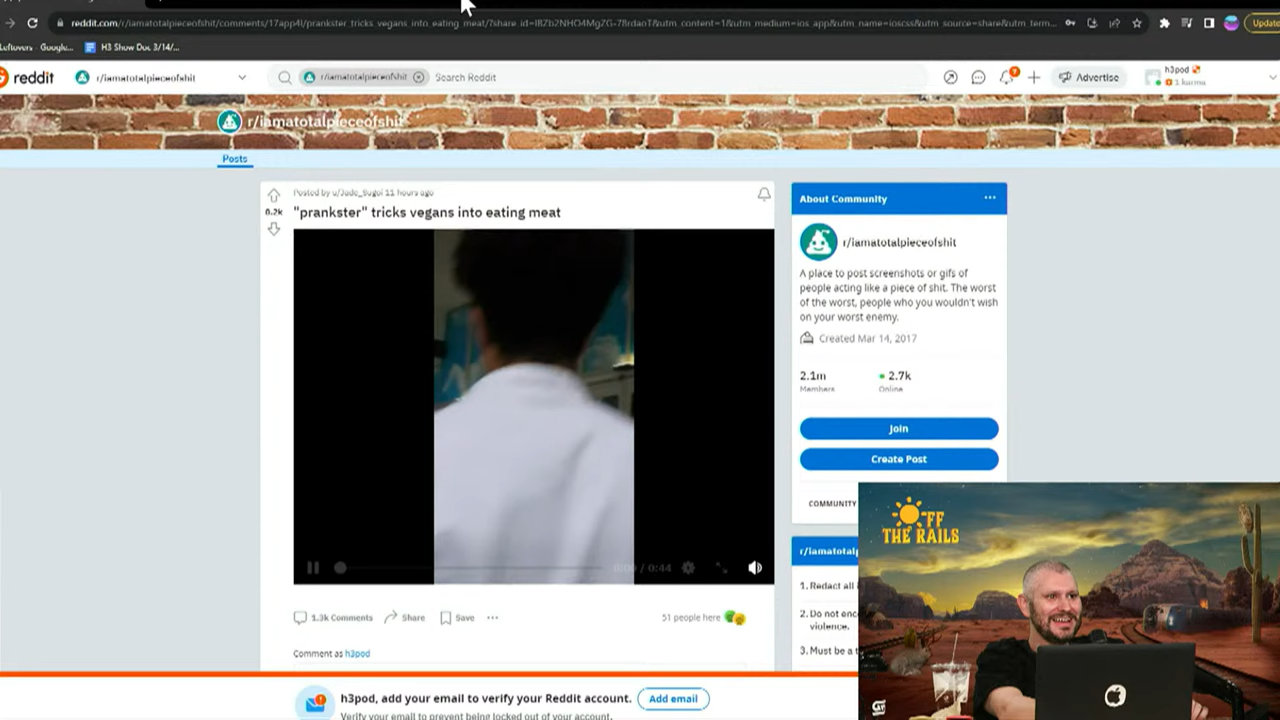 reddit.com/r/iamatotalpieceofshit/comments/17app4l/prankster_tricks_vegans_into_eating_meat/?share_id=
&utm_content=1&utm_medium=ios_app&utm_name=ioscss&utm_source=share&utm_term...
Update
Leftovers - Google...
H3 Show Doc 3/14/...
reddit
r/iamatotalpieceofshit
r/iamatotalpieceofshit
Search Reddit
Advertise
h3pod
1 karma
r/iamatotalpieceofshit
Posts
Posted by 11 hours ago
8.2k
"prankster" tricks vegans into eating meat
0:00 / 0:44
1.3k Comments
Share
Save
51 people here
Comment as h3pod
h3pod, add your email to verify your Reddit account.
Add email
Verify your email to prevent being locked out of your account.
About Community
r/iamatotalpieceofshit
A place to post screenshots or gifs of
people acting like a piece of shit. The worst
of the worst, people who you wouldn't wish
on your worst enemy.
Created Mar 14, 2017
2.1m
Members
2.7k
Online
Join
Create Post
COMMUNITY
r/iamatotalp
1. Redact all
2. Do not enc
violence.
3. Must be a
OFF
THE RAILS